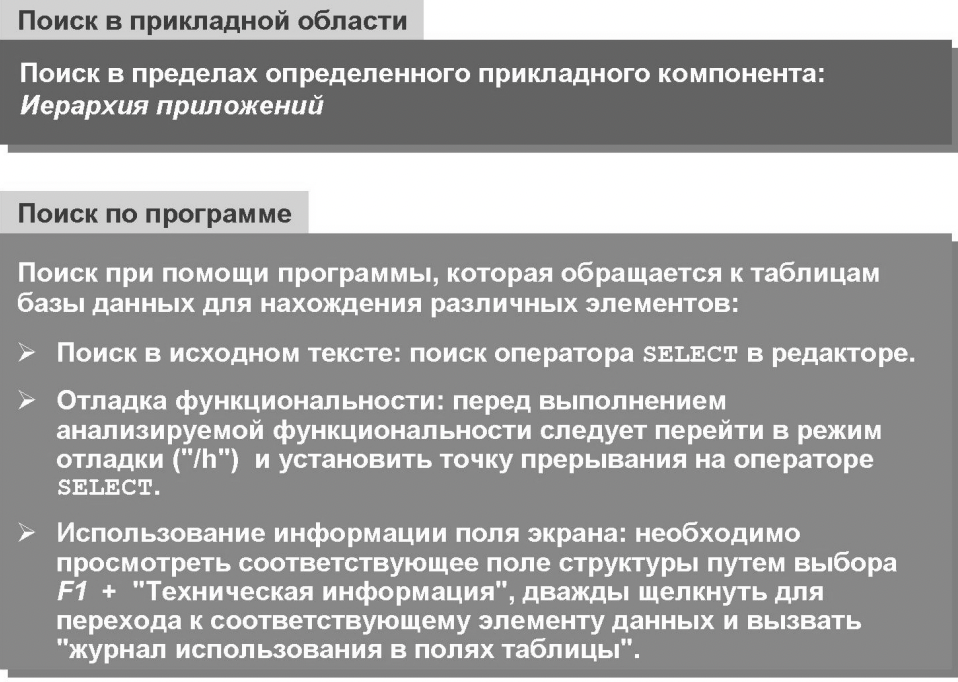 Поиск в прикладной области
Поиск в пределах определенного прикладного компонента:
Иерархия приложений
Поиск по программе
Поиск при помощи программы, которая обращается к таблицам
базы данных для нахождения различных элементов:
➢ Поиск в исходном тексте: поиск оператора SELECT в редакторе.
➢ Отладка функциональности: перед выполнением
анализируемой функциональности следует перейти в режим
отладки ("/h") и установить точку прерывания на операторе
SELECT.
➢ Использование информации поля экрана: необходимо
просмотреть соответствующее поле структуры путем выбора
F1 + "Техническая информация", дважды щелкнуть для
перехода к соответствующему элементу данных и вызвать
"журнал использования в полях таблицы".